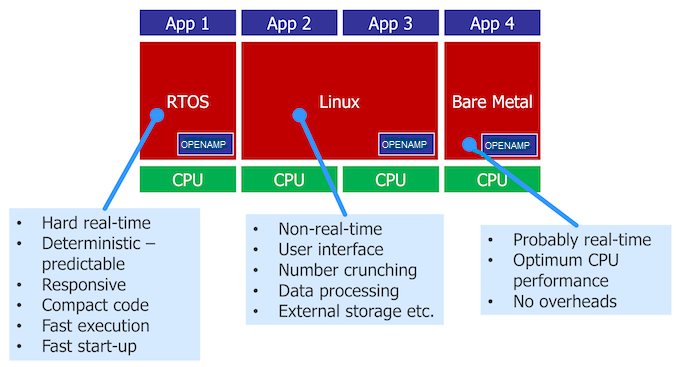 App 1 App 2 App 3 App 4
RTOS Linux Bare Metal
OPENAMP OPENAMP OPENAMP
CPU CPU CPU CPU
• Hard real-time
• Deterministic –
predictable
• Responsive
• Compact code
• Fast execution
• Fast start-up
• Non-real-time
• User interface
• Number crunching
• Data processing
• External storage etc.
• Probably real-time
• Optimum CPU
performance
• No overheads